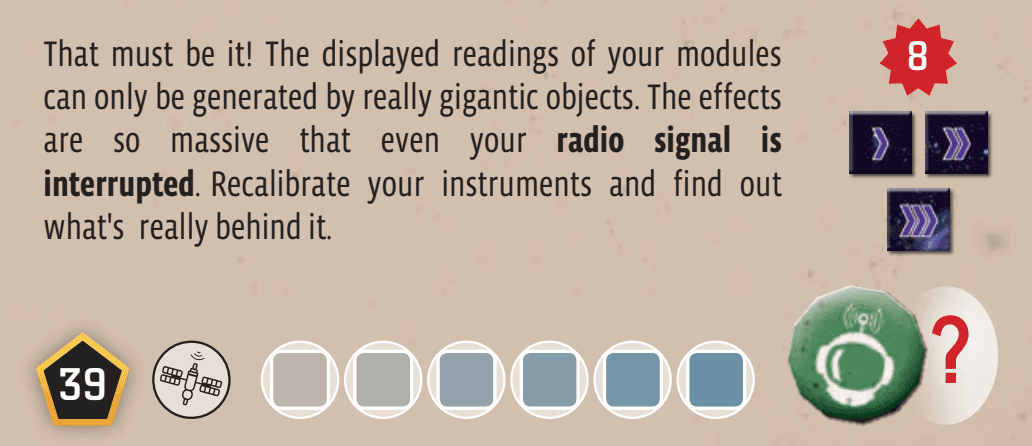 That must be it! The displayed readings of your modules
can only be generated by really gigantic objects. The effects
are so massive that even your radio signal is
interrupted. Recalibrate your instruments and find out
what's really behind it.
8
39
?